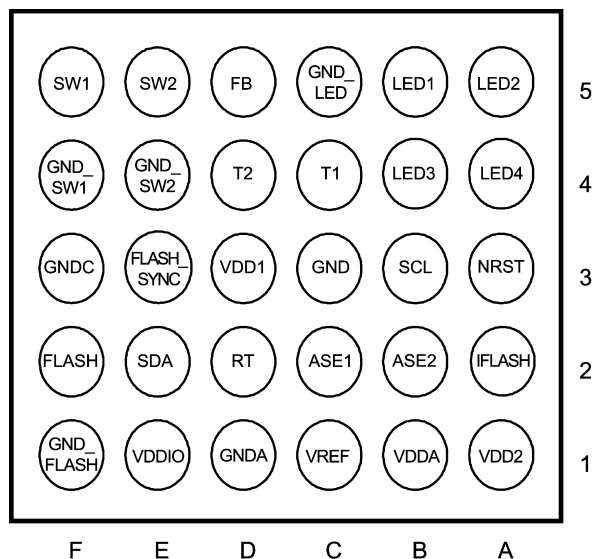 SW1 SW2 FB GND_ LED LED1 LED2 5
GND_ SW1 GND_ SW2 T2 T1 LED3 LED4 4
GNDC FLASH_ SYNC VDD1 GND SCL NRST 3
FLASH SDA RT ASE1 ASE2 IFLASH 2
GND_ FLASH VDDIO GNDA VREF VDDA VDD2 1
F E D C B A